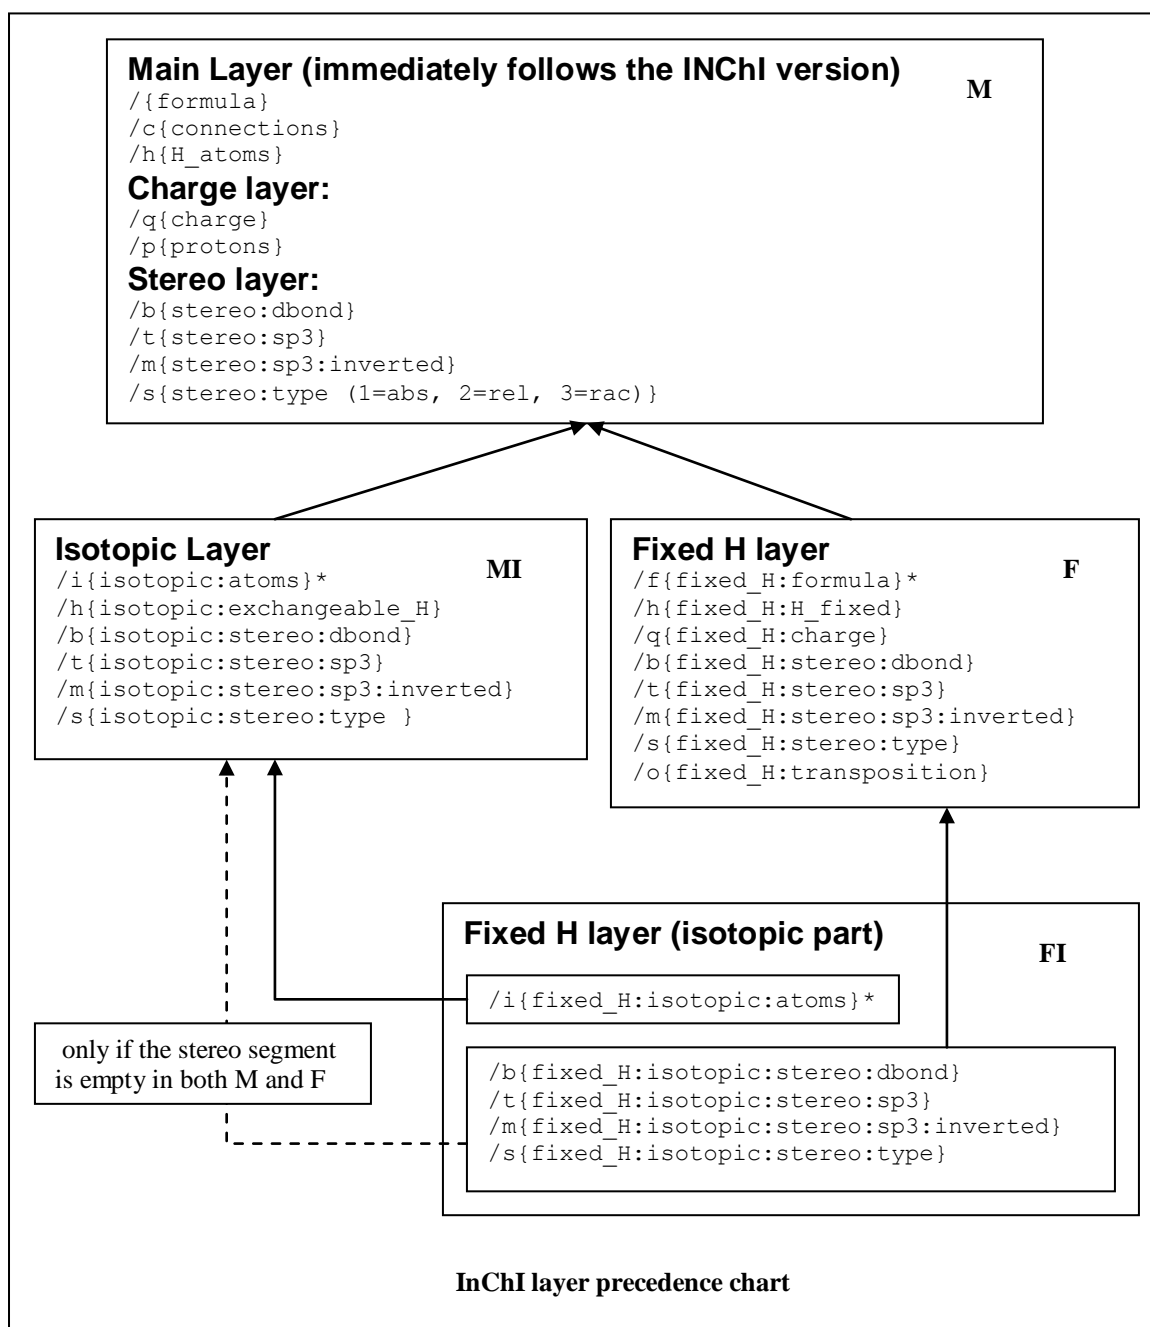 Main Layer (immediately follows the INChI version)
M
/{formula}
/c{connections}
/h{H_atoms}
Charge layer:
/q{charge}
/p{protons}
Stereo layer:
/b{stereo:dbond}
/t{stereo:sp3}
/m{stereo:sp3:inverted}
/s{stereo:type (1=abs, 2=rel, 3=rac)}
Isotopic Layer
MI
/i{isotopic:atoms}*
/h{isotopic:exchangeable_H}
/b{isotopic:stereo:dbond}
/t{isotopic:stereo:sp3}
/m{isotopic:stereo:sp3:inverted}
/s{isotopic:stereo:type }
Fixed H layer
F
/f{fixed_H:formula}*
/h{fixed_H:H_fixed}
/q{fixed_H:charge}
/b{fixed_H:stereo:dbond}
/t{fixed_H:stereo:sp3}
/m{fixed_H:stereo:sp3:inverted}
/s{fixed_H:stereo:type}
/o{fixed_H:transposition}
Fixed H layer (isotopic part)
FI
/i{fixed_H:isotopic:atoms}*
only if the stereo segment
is empty in both M and F
/b{fixed_H:isotopic:stereo:dbond}
/t{fixed_H:isotopic:stereo:sp3}
/m{fixed_H:isotopic:stereo:sp3:inverted}
/s{fixed_H:isotopic:stereo:type}
InChI layer precedence chart